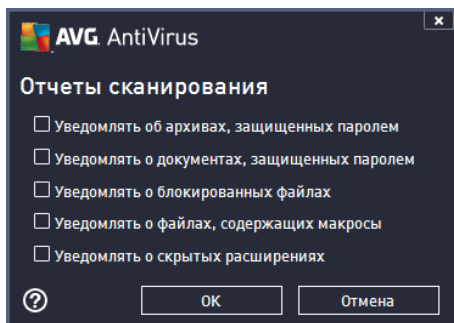 AVG AntiVirus
Отчеты сканирования
Уведомлять об архивах, защищенных паролем
Уведомлять о документах, защищенных паролем
Уведомлять о блокированных файлах
Уведомлять о файлах, содержащих макросы
Уведомлять о скрытых расширениях
ОК
Отмена